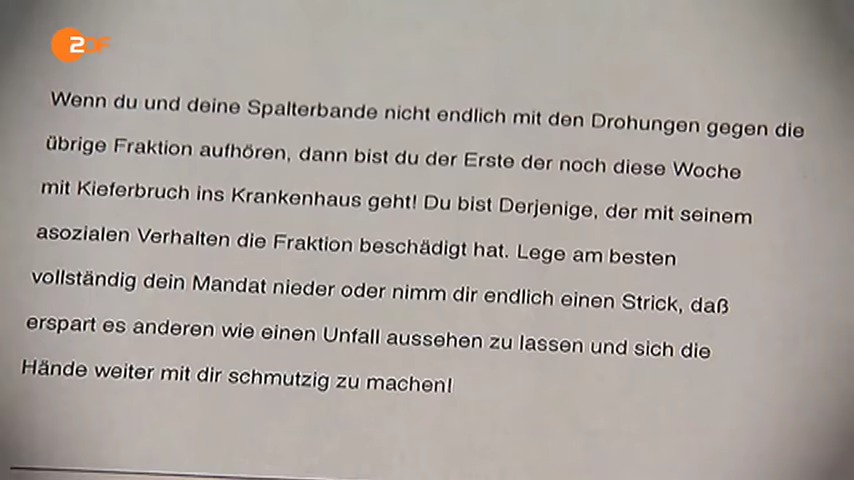 ZDF
Wenn du und deine Spalterbande nicht endlich mit den Drohungen gegen die
übrige Fraktion aufhören, dann bist du der Erste der noch diese Woche
mit Kieferbruch ins Krankenhaus geht! Du bist Derjenige, der mit seinem
asozialen Verhalten die Fraktion beschädigt hat. Lege am besten
vollständig dein Mandat nieder oder nimm dir endlich einen Strick, daß
erspart es anderen wie einen Unfall aussehen zu lassen und sich die
Hände weiter mit dir schmutzig zu machen!